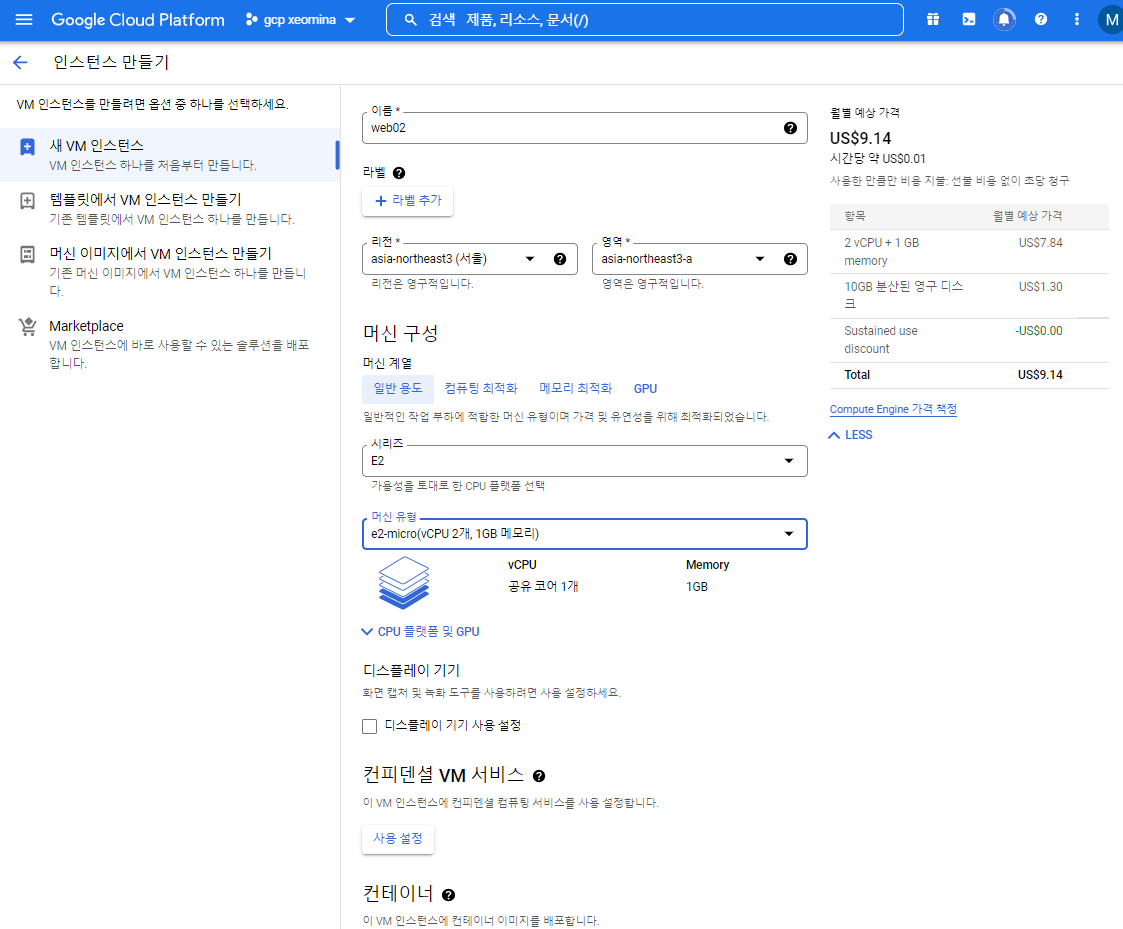 Google Cloud Platform
gcp xeomina
검색 제품, 리소스, 문서(/)
M
인스턴스 만들기
VM 인스턴스를 만들려면 옵션 중 하나를 선택하세요.
새 VM 인스턴스
VM 인스턴스 하나를 처음부터 만듭니다.
템플릿에서 VM 인스턴스 만들기
기존 템플릿에서 VM 인스턴스 하나를 만듭니다.
머신 이미지에서 VM 인스턴스 만들기
기존 머신 이미지에서 VM 인스턴스 하나를 만듭니
다.
Marketplace
VM 인스턴스에 바로 사용할 수 있는 솔루션을 배포
합니다.
이름 *
web02
라벨
라벨 추가
리전 *
asia-northeast3 (서울)
리전은 영구적입니다.
영역 *
asia-northeast3-a
영역은 영구적입니다.
머신 구성
머신 계열
일반 용도 컴퓨팅 최적화 메모리 최적화 GPU
일반적인 작업 부하에 적합한 머신 유형이며 가격 및 유연성을 위해 최적화되었습니다.
시리즈
E2
가용성을 토대로 한 CPU 플랫폼 선택
머신 유형
e2-micro(vCPU 2개, 1GB 메모리)
vCPU Memory
공유 코어 1개 1GB
CPU 플랫폼 및 GPU
디스플레이 기기
화면 캡처 및 녹화 도구를 사용하려면 사용 설정하세요.
디스플레이 기기 사용 설정
컨피덴셜 VM 서비스
이 VM 인스턴스에 컨피덴셜 컴퓨팅 서비스를 사용 설정합니다.
사용 설정
컨테이너
이 VM 인스턴스에 컨테이너 이미지를 배포합니다.
월별 예상 가격
US$9.14
시간당 약 US$0.01
사용한 만큼만 비용 지불: 선불 비용 없이 초당 청구
항목 월별 예상 가격
2 vCPU + 1 GB US$7.84
memory
10GB 분산된 영구 디스 US$1.30
크
Sustained use -US$0.00
discount
Total US$9.14
Compute Engine 가격 책정
LESS